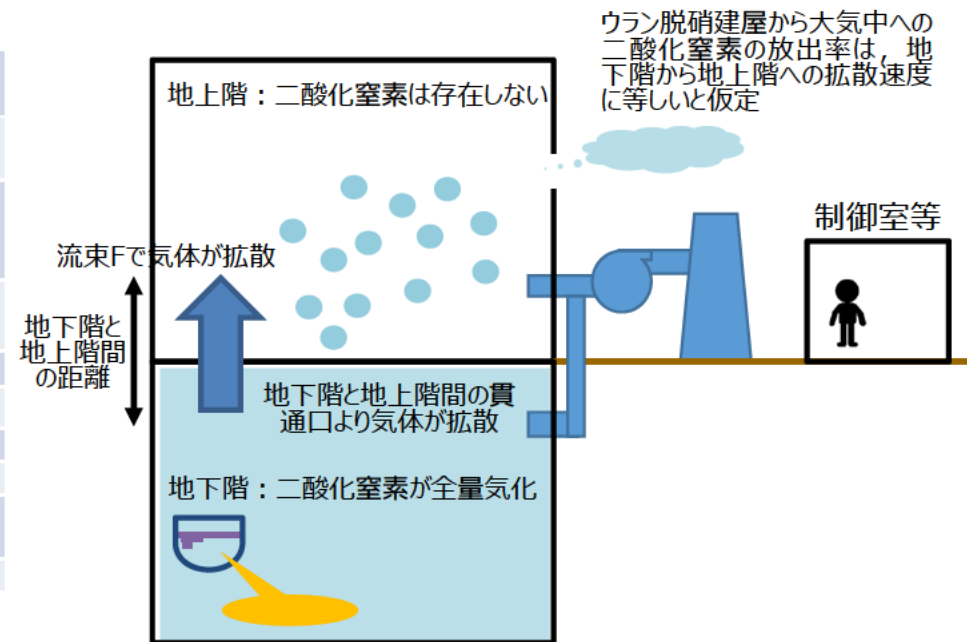 ウラン脱硝建屋から大気中への
二酸化窒素の放出率は，地
下階から地上階への拡散速度
に等しいと仮定
地上階：二酸化窒素は存在しない
制御室等
流束Fで気体が拡散
地下階と
地上階間
の距離
地下階と地上階間の貫
通口より気体が拡散
地下階：二酸化窒素が全量気化